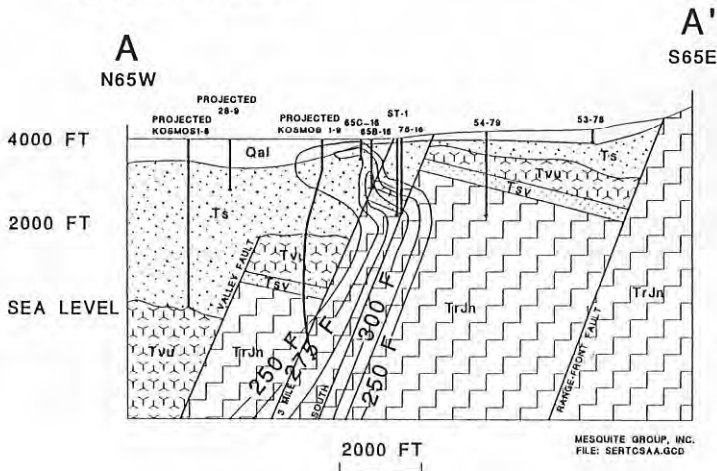 A
A'
N65W
S65E
PROJECTED
28-9
PROJECTED
KOSMOS1-8
PROJECTED
KOSMOS 1-9
65C-16
65B-16
ST-1
76-16
54-79
53-78
4000 FT
Qal
Ts
Tvu
Tsv
Ts
2000 FT
Tvu
Tsv
SEA LEVEL
VALLEY FAULT
TrJn
TrJn
Tvu
TrJn
250 F
275 F
300 F
250 F
3 MILE
SOUTH
RANGE-FRONT FAULT
2000 FT
MESQUITE GROUP, INC.
FILE: SERTCSAA.GCD